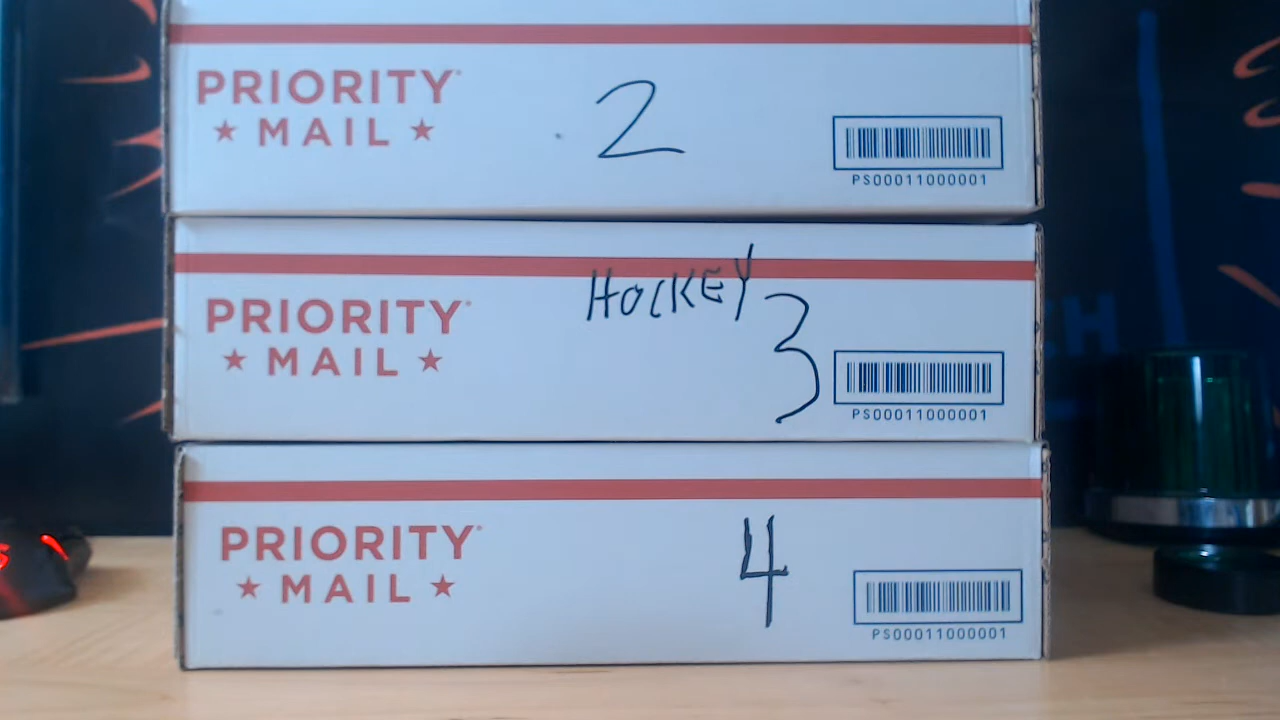 PRIORITY
★ MAIL ★
2
PS00011000001
HOCKEY
3
PRIORITY
★ MAIL ★
PS00011000001
4
PRIORITY
★ MAIL ★
PS00011000001